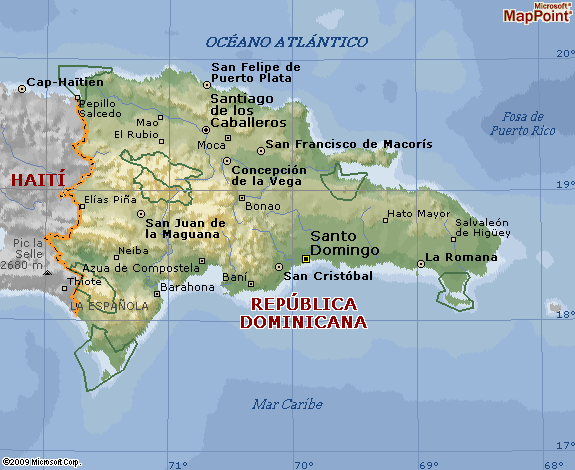 Microsoft®
MapPoint®
OCÉANO ATLÁNTICO
20°
San Felipe de
Puerto Plata
Cap-Haïtien
Pepillo
Salcedo
Santiago
de los
Caballeros
Mao
El Rubio
Moca
San Francisco de Macorís
Fosa de
Puerto Rico
HAITÍ
Concepción
de la Vega
19°
Elías Piña
Bonao
Hato Mayor
San Juan de
la Maguana
Salvaleón
de Higüey
Santo
Domingo
Pic la
Selle
2680 m
Neiba
Azua de Compostela
La Romana
Baní
San Cristóbal
Thiote
Barahona
LA ESPAÑOLA
REPÚBLICA
DOMINICANA
18°
Mar Caribe
17°
©2009 Microsoft Corp.
71°
70°
69°
68°